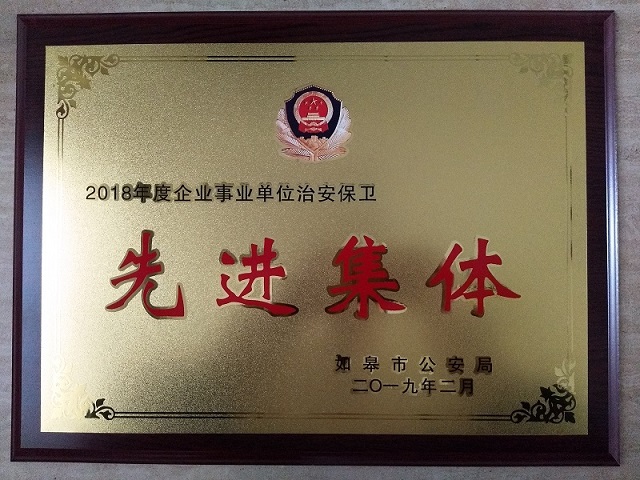 2018年度企业事业单位治安保卫
先进集体
如皋市公安局
二〇一九年二月